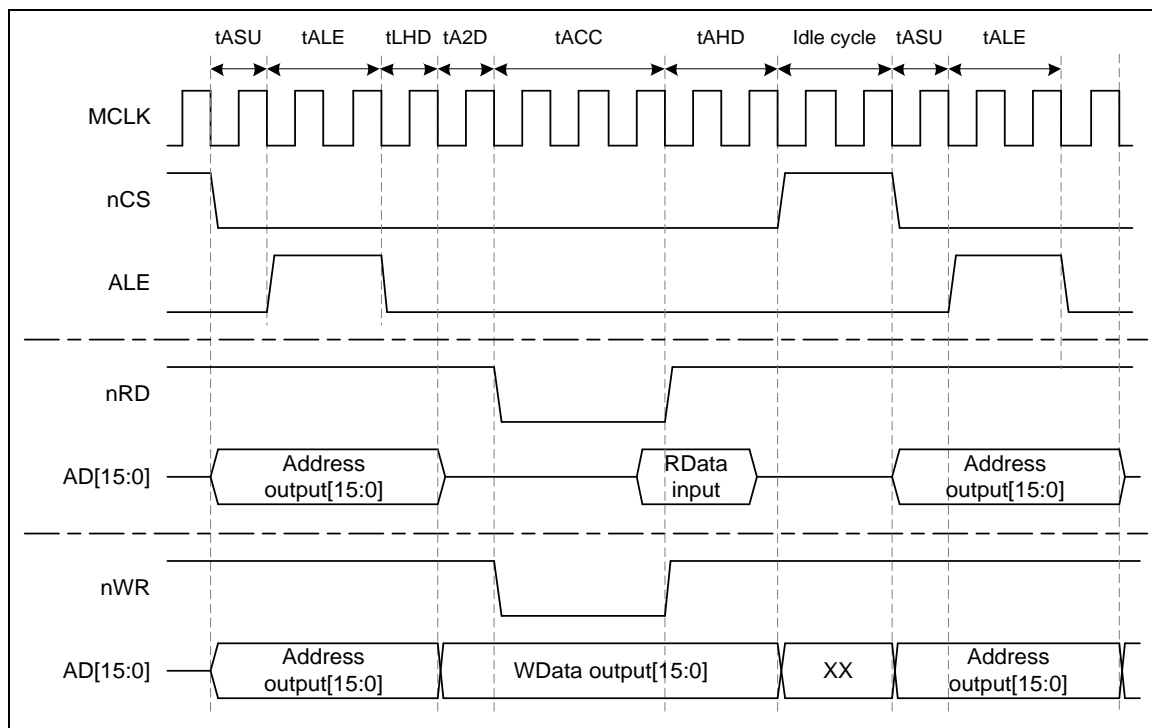 tASU tALE tLHD tA2D tACC tAHD Idle cycle tASU tALE
MCLK
nCS
ALE
nRD
AD[15:0]
Address
output[15:0]
RData
input
Address
output[15:0]
nWR
AD[15:0]
Address
output[15:0]
WData output[15:0]
XX
Address
output[15:0]